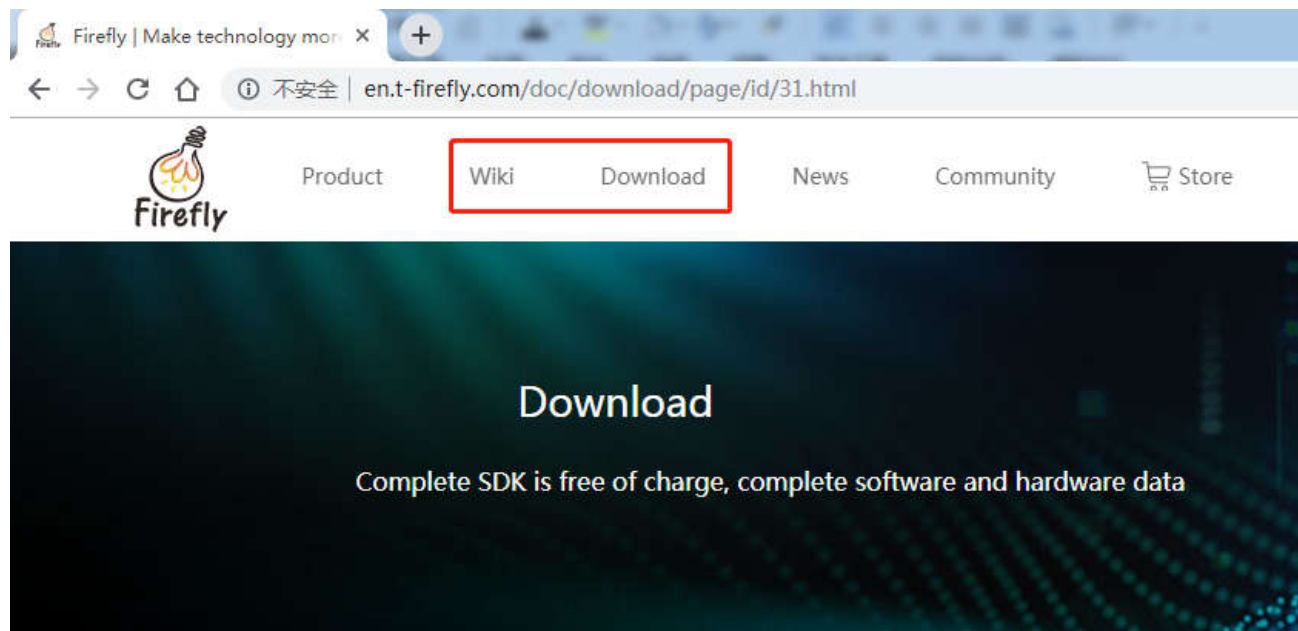 Firefly | Make technology mor
不安全 | en.t-firefly.com/doc/download/page/id/31.html
Firefly
Product Wiki Download News Community Store
Download
Complete SDK is free of charge, complete software and hardware data